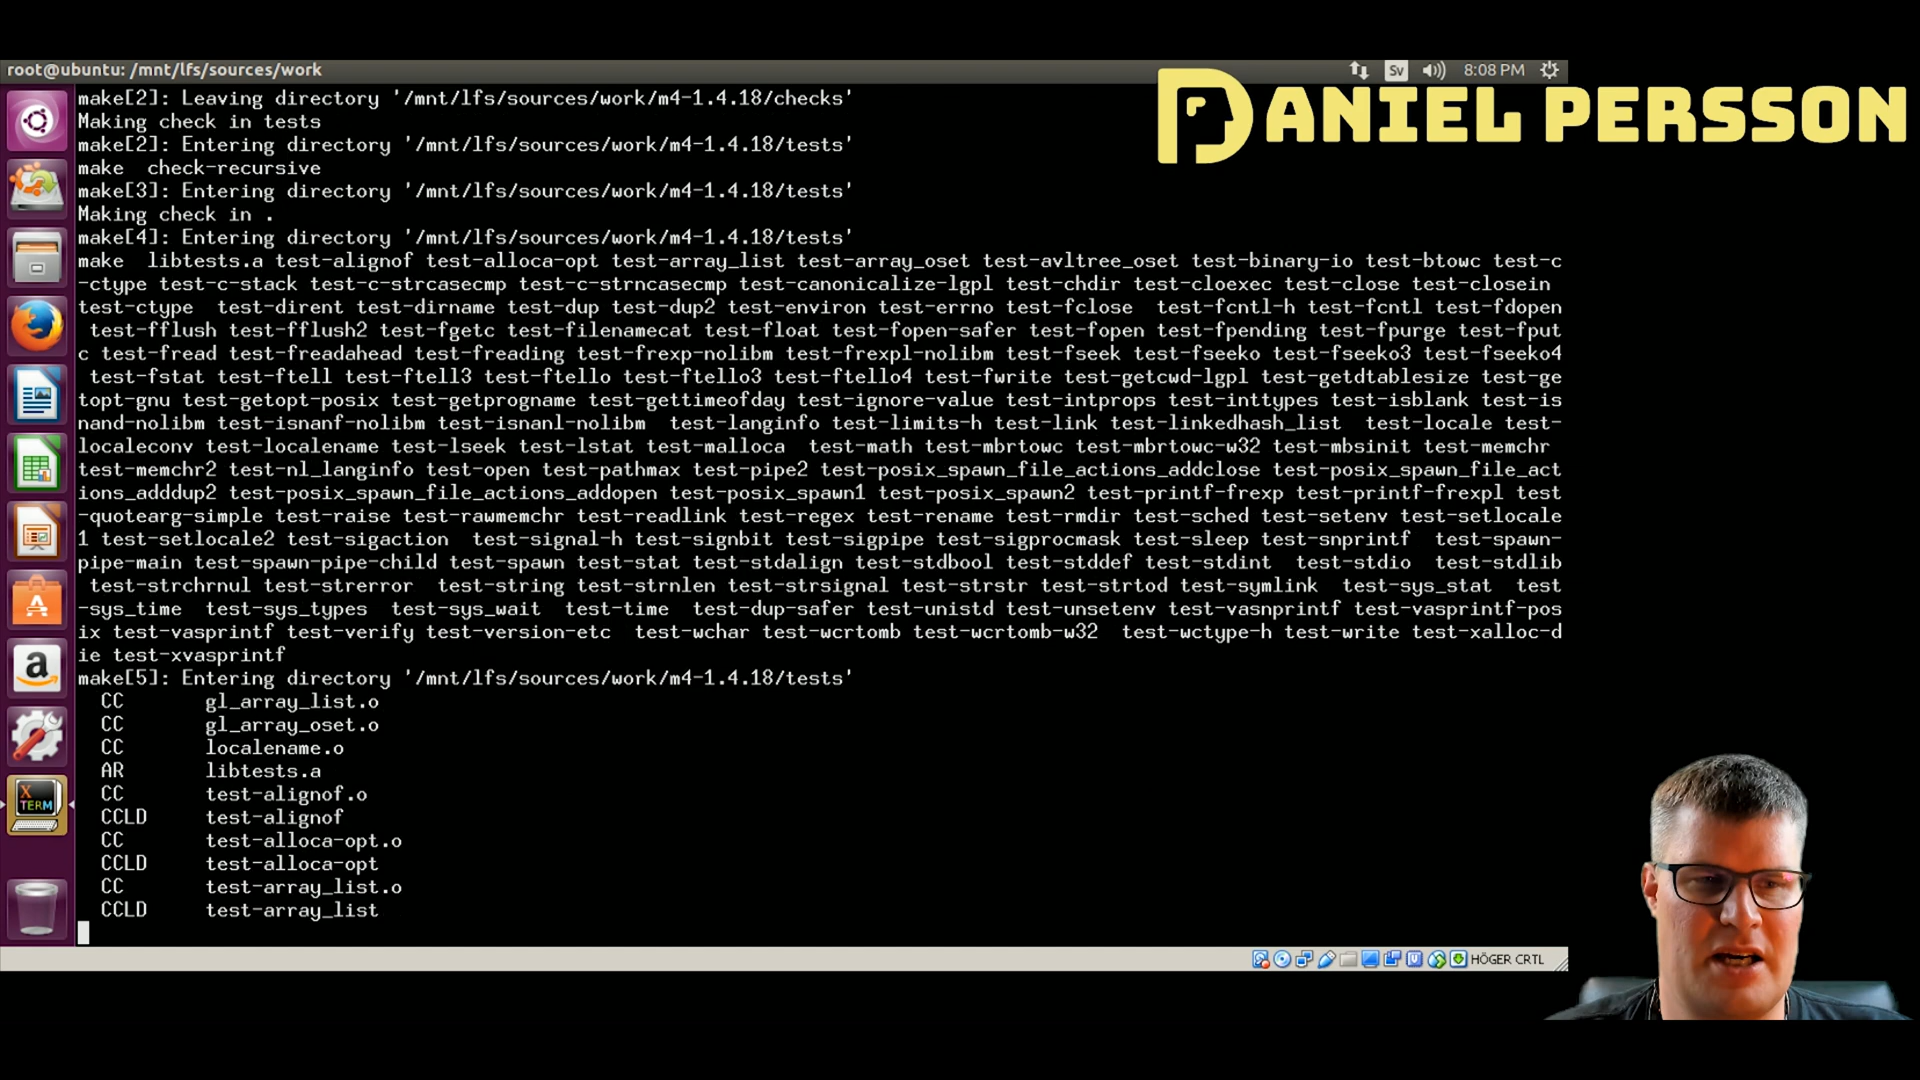 root@ubuntu: /mnt/lfs/sources/work
Sv
8:08 PM
DANIEL PERSSON
make[2]: Leaving directory '/mnt/lfs/sources/work/m4-1.4.18/checks'
Making check in tests
make[2]: Entering directory '/mnt/lfs/sources/work/m4-1.4.18/tests'
make  check-recursive
make[3]: Entering directory '/mnt/lfs/sources/work/m4-1.4.18/tests'
Making check in .
make[4]: Entering directory '/mnt/lfs/sources/work/m4-1.4.18/tests'
make  libtests.a test-alignof test-alloca-opt test-array_list test-array_oset test-avltree_oset test-binary-io test-btowc test-c
-ctype test-c-stack test-c-strcasecmp test-c-strncasecmp test-canonicalize-lgpl test-chdir test-cloexec test-close test-closein
test-ctype  test-dirent test-dirname test-dup test-dup2 test-environ test-errno test-fclose  test-fcntl-h test-fcntl test-fdopen
 test-fflush test-fflush2 test-fgetc test-filenamecat test-float test-fopen-safer test-fopen test-fpending test-fpurge test-fput
c test-fread test-freadahead test-freading test-frexp-nolibm test-frexpl-nolibm test-fseek test-fseeko test-fseeko3 test-fseeko4
 test-fstat test-ftell test-ftell3 test-ftello test-ftello3 test-ftello4 test-fwrite test-getcwd-lgpl test-getdtablesize test-ge
topt-gnu test-getopt-posix test-getprogname test-gettimeofday test-ignore-value test-intprops test-inttypes test-isblank test-is
nand-nolibm test-isnanf-nolibm test-isnanl-nolibm  test-langinfo test-limits-h test-link test-linkedhash_list  test-locale test-
localeconv test-localename test-lseek test-lstat test-malloca  test-math test-mbrtowc test-mbrtowc-w32 test-mbsinit test-memchr
test-memchr2 test-nl_langinfo test-open test-pathmax test-pipe2 test-posix_spawn_file_actions_addclose test-posix_spawn_file_act
ions_adddup2 test-posix_spawn_file_actions_addopen test-posix_spawn1 test-posix_spawn2 test-printf-frexp test-printf-frexpl test
-quotearg-simple test-raise test-rawmemchr test-readlink test-regex test-rename test-rmdir test-sched test-setenv test-setlocale
1 test-setlocale2 test-sigaction  test-signal-h test-signbit test-sigpipe test-sigprocmask test-sleep test-snprintf  test-spawn-
pipe-main test-spawn-pipe-child test-spawn test-stat test-stdalign test-stdbool test-stddef test-stdint  test-stdio  test-stdlib
 test-strchrnul test-strerror  test-string test-strnlen test-strsignal test-strstr test-strtod test-symlink  test-sys_stat  test
-sys_time  test-sys_types  test-sys_wait  test-time  test-dup-safer test-unistd test-unsetenv test-vasnprintf test-vasprintf-pos
ix test-vasprintf test-verify test-version-etc  test-wchar test-wcrtomb test-wcrtomb-w32  test-wctype-h test-write test-xalloc-d
ie test-xvasprintf
make[5]: Entering directory '/mnt/lfs/sources/work/m4-1.4.18/tests'
CC       gl_array_list.o
CC       gl_array_oset.o
CC       localename.o
AR       libtests.a
CC       test-alignof.o
CCLD     test-alignof
CC       test-alloca-opt.o
CCLD     test-alloca-opt
CC       test-array_list.o
CCLD     test-array_list
X
TERM
HÖGER CRTL